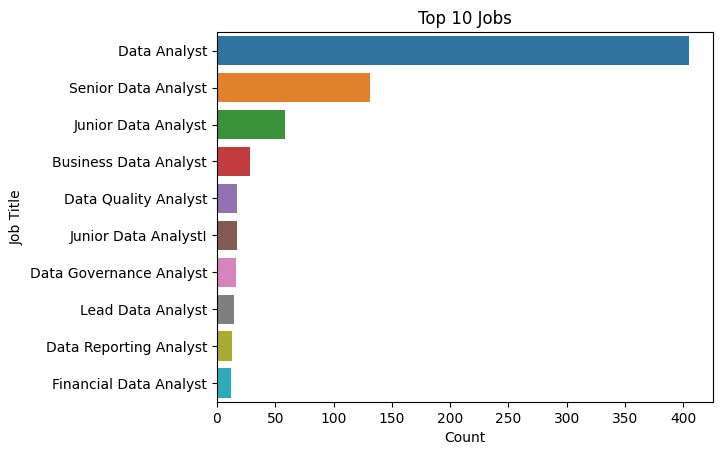 Top 10 Jobs
Job Title
Data Analyst
Senior Data Analyst
Junior Data Analyst
Business Data Analyst
Data Quality Analyst
Junior Data AnalystI
Data Governance Analyst
Lead Data Analyst
Data Reporting Analyst
Financial Data Analyst
0 50 100 150 200 250 300 350 400
Count